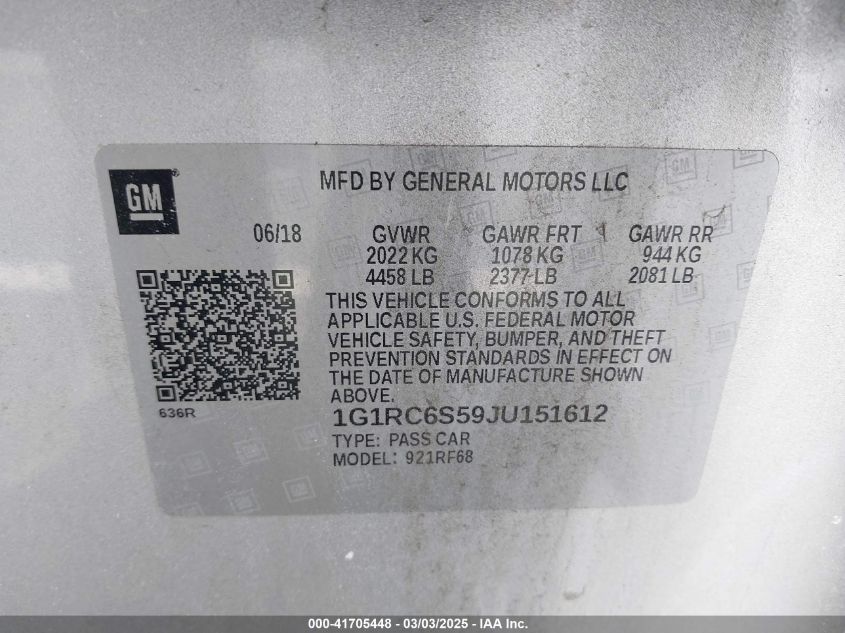 GM
MFD BY GENERAL MOTORS LLC
06/18 GVWR GAWR FRT GAWR RR
2022 KG 1078 KG 944 KG
4458 LB 2377 LB 2081 LB
THIS VEHICLE CONFORMS TO ALL
APPLICABLE U.S. FEDERAL MOTOR
VEHICLE SAFETY, BUMPER, AND THEFT
PREVENTION STANDARDS IN EFFECT ON
THE DATE OF MANUFACTURE SHOWN
ABOVE.
636R
1G1RC6S59JU151612
TYPE: PASS CAR
MODEL: 921RF68
000-41705448 - 03/03/2025 - IAA Inc.